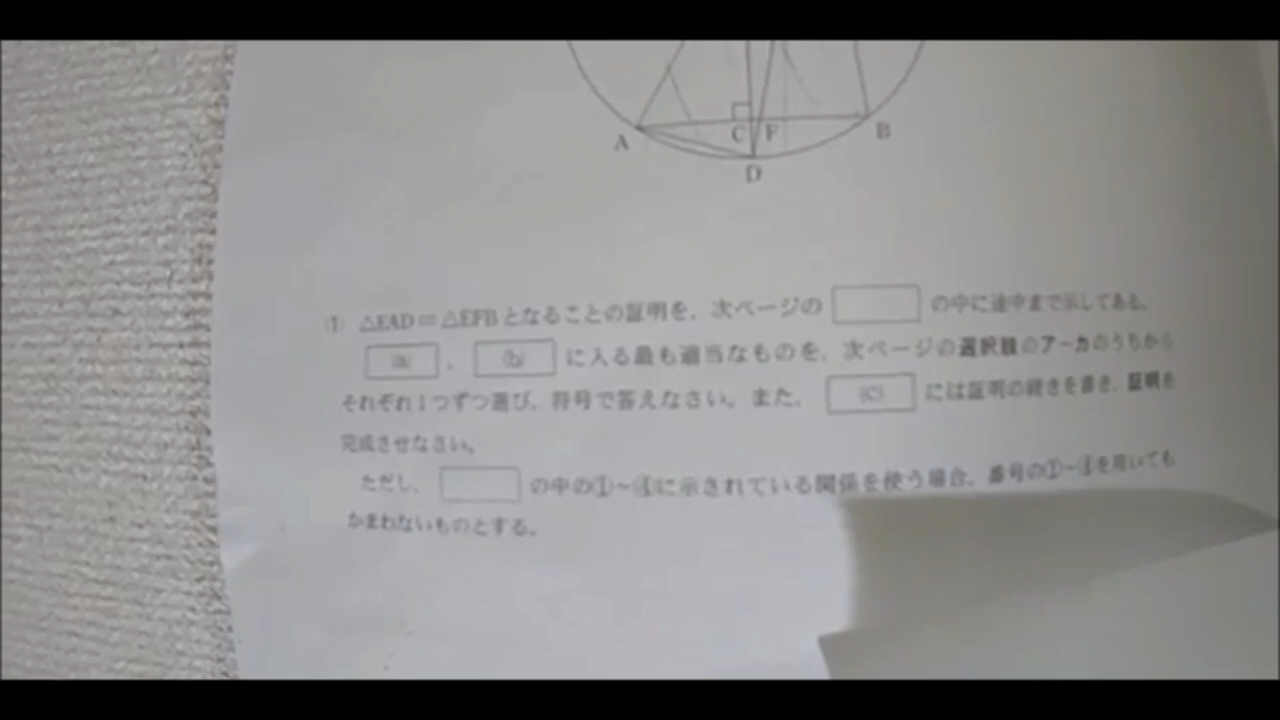 A
C
F
B
D
(1) △EAD∽△EFBとなることの証明を、次ページの の中に途中まで示してある。
(a) 、 (b) に入る最も適当なものを、次ページの選択肢のア～カのうちから
それぞれ1つずつ選び、符号で答えなさい。また、 (c) には証明の続きを書き、証明を
完成させなさい。
ただし、 の中の①～④に示されている関係を使う場合、番号の①～④を用いても
かまわないものとする。